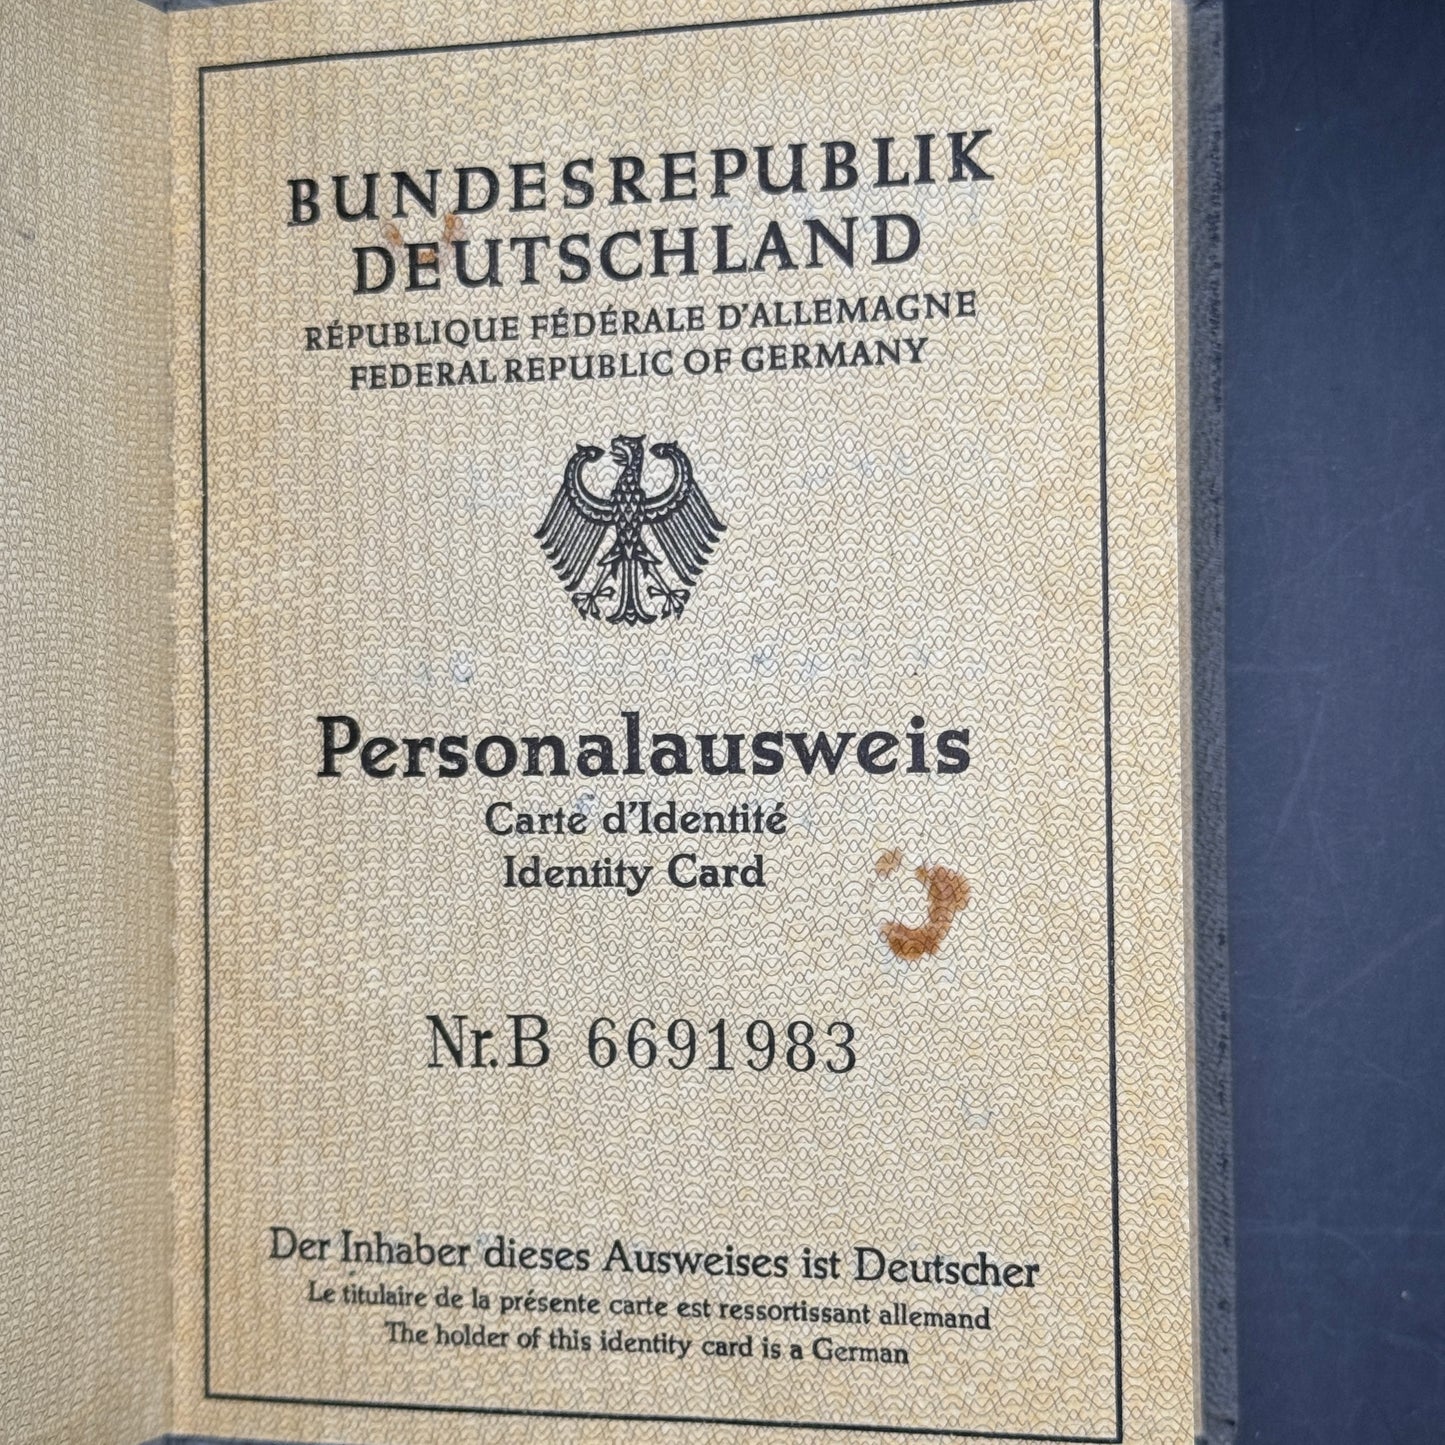 BUNDESREPUBLIK
DEUTSCHLAND
RÉPUBLIQUE FÉDÉRALE D'ALLEMAGNE
FEDERAL REPUBLIC OF GERMANY
Personalausweis
Carte d'Identité
Identity Card
Nr. B 6691983
Der Inhaber dieses Ausweises ist Deutscher
Le titulaire de la présente carte est ressortissant allemand
The holder of this identity card is a German